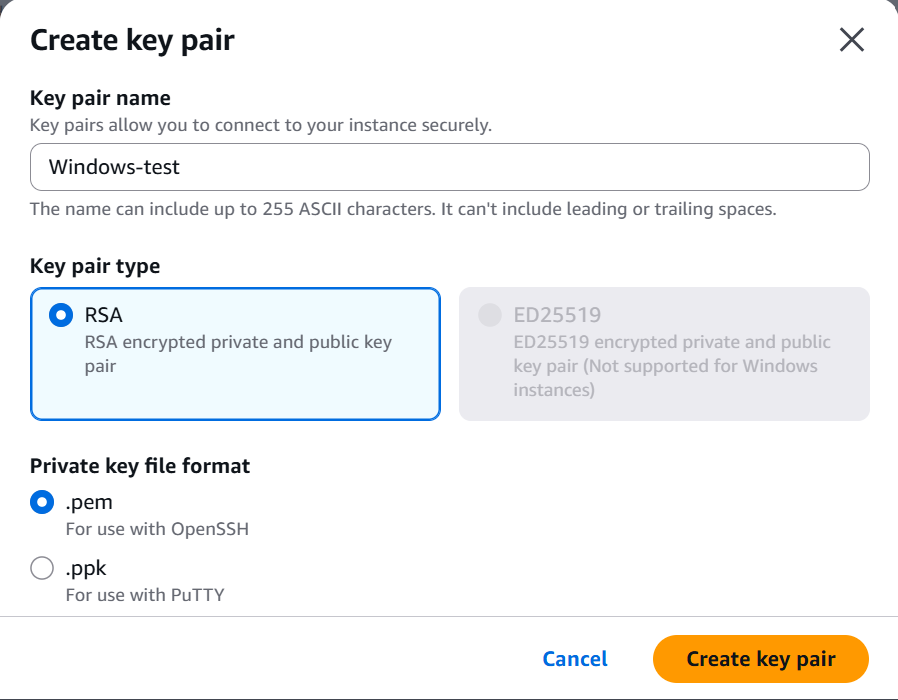 Create key pair
Key pair name
Key pairs allow you to connect to your instance securely.
Windows-test
The name can include up to 255 ASCII characters. It can't include leading or trailing spaces.
Key pair type
RSA
RSA encrypted private and public key
pair
ED25519
ED25519 encrypted private and public
key pair (Not supported for Windows
instances)
Private key file format
.pem
For use with OpenSSH
.ppk
For use with PuTTY
Cancel
Create key pair